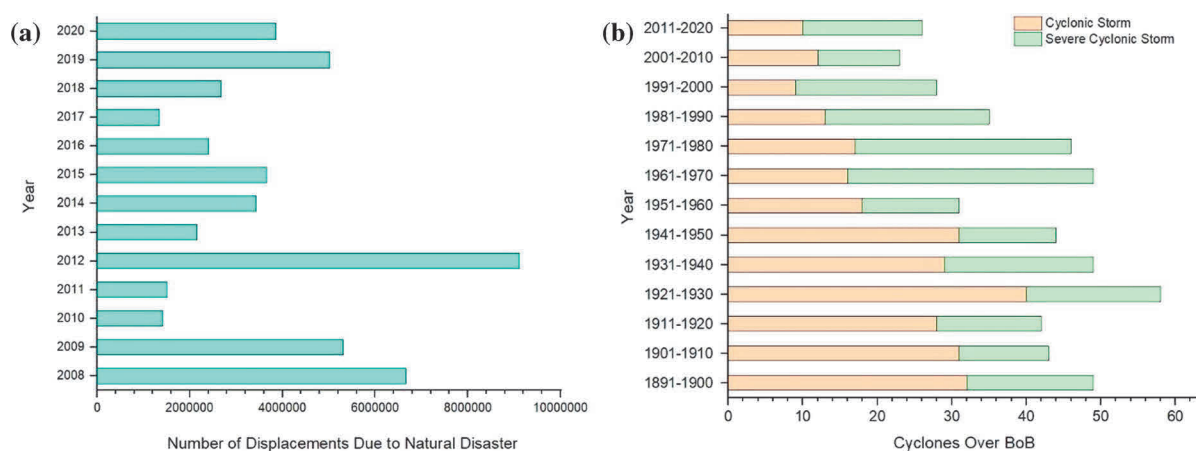 (a)
Year
2020
2019
2018
2017
2016
2015
2014
2013
2012
2011
2010
2009
2008
0 2000000 4000000 6000000 8000000 10000000
Number of Displacements Due to Natural Disaster
(b)
Cyclonic Storm
Severe Cyclonic Storm
Year
2011-2020
2001-2010
1991-2000
1981-1990
1971-1980
1961-1970
1951-1960
1941-1950
1931-1940
1921-1930
1911-1920
1901-1910
1891-1900
0 10 20 30 40 50 60
Cyclones Over BoB